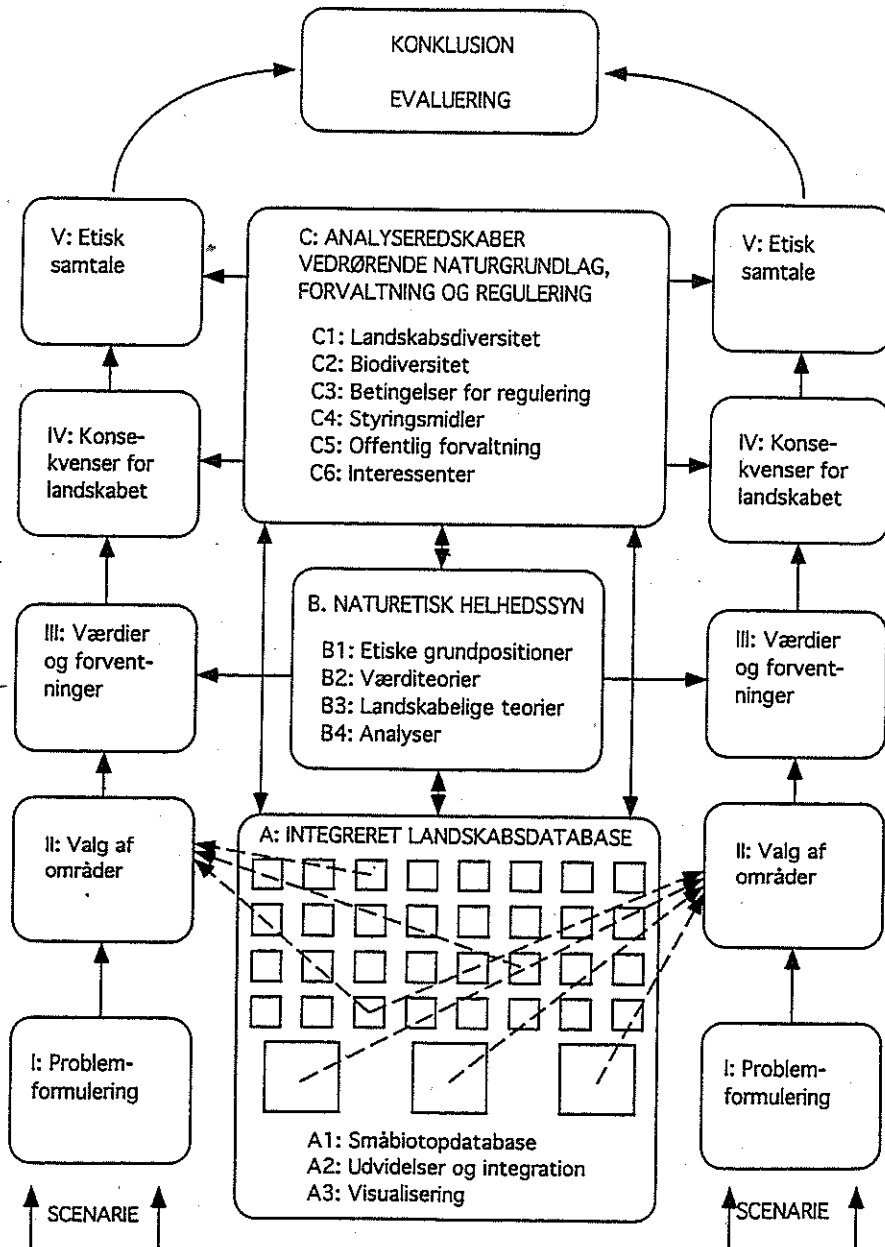 KONKLUSION
EVALUERING
V: Etisk
samtale
C: ANALYSEREDSKABER
VEDRØRENDE NATURGRUNDLAG,
FORVALTNING OG REGULERING
C1: Landskabsdiversitet
C2: Biodiversitet
C3: Betingelser for regulering
C4: Styringsmidler
C5: Offentlig forvaltning
C6: Interessenter
V: Etisk
samtale
IV: Konse-
kvenser for
landskabet
IV: Konse-
kvenser for
landskabet
III: Værdier
og forvent-
ninger
B. NATURETISK HELHEDSSYN
B1: Etiske grundpositioner
B2: Værditeorier
B3: Landskabelige teorier
B4: Analyser
III: Værdier
og forvent-
ninger
II: Valg af
områder
A: INTEGRERET LANDSKABSDATABASE
II: Valg af
områder
I: Problem-
formulering
A1: Småbiotopdatabase
A2: Udvidelser og integration
A3: Visualisering
I: Problem-
formulering
SCENARIE
SCENARIE